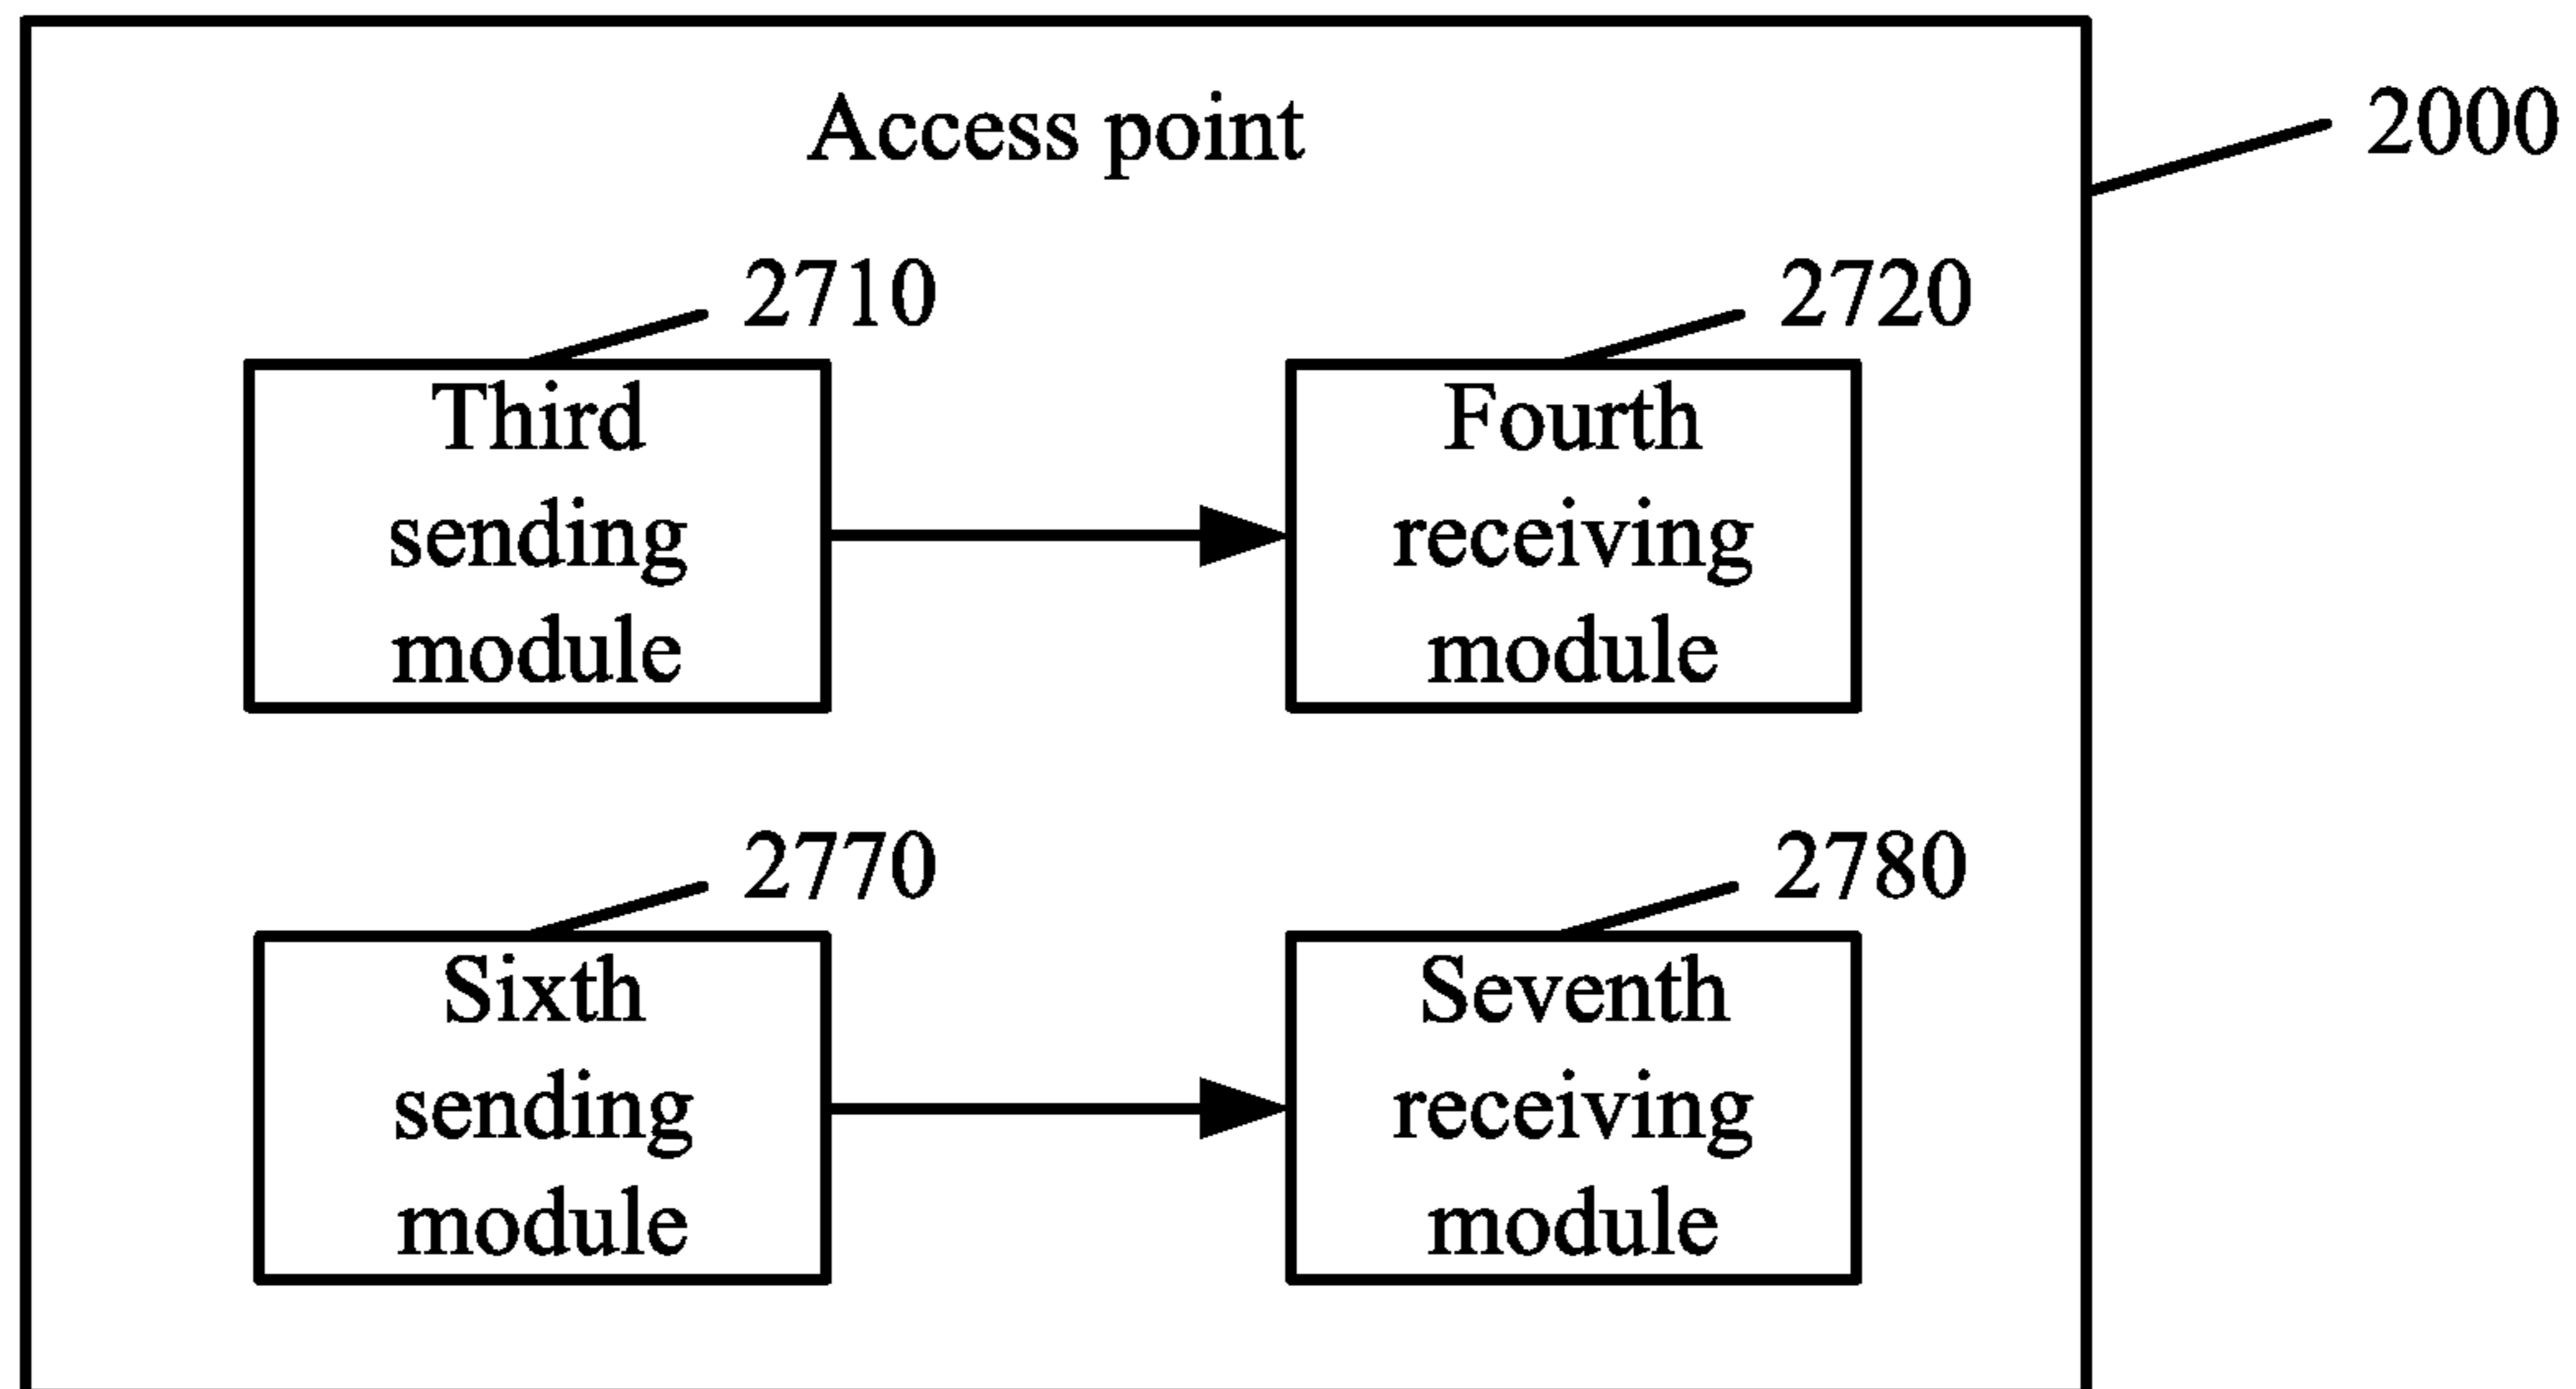 Access point
2000
2710
2720
Third
sending
module
Fourth
receiving
module
2770
2780
Sixth
sending
module
Seventh
receiving
module